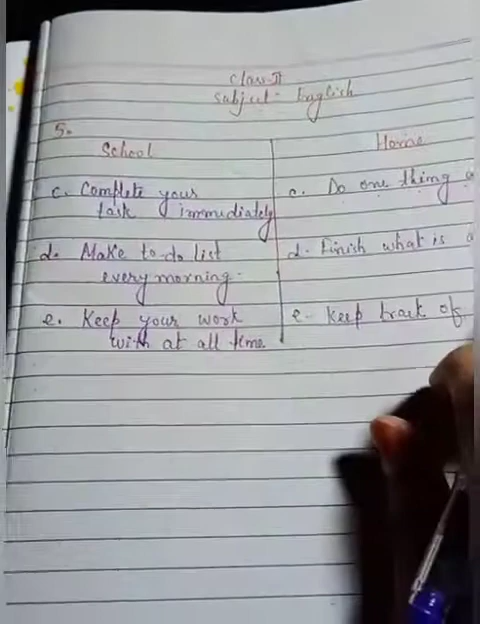 Class-II
Subject- English
5.
School
Home
c. Complete your
task immediately
c. Do one thing
d. Make to-do list
every morning.
d. Finish what is
e. Keep your work
with at all time.
e. Keep track of